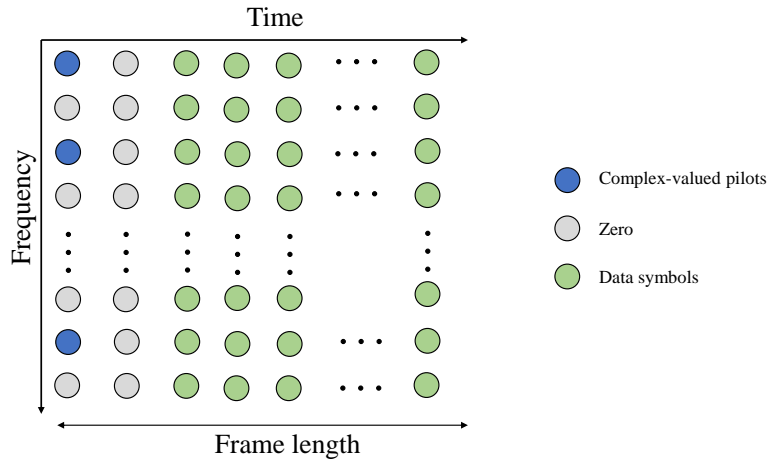 Time
Frequency
Complex-valued pilots
Zero
Data symbols
Frame length